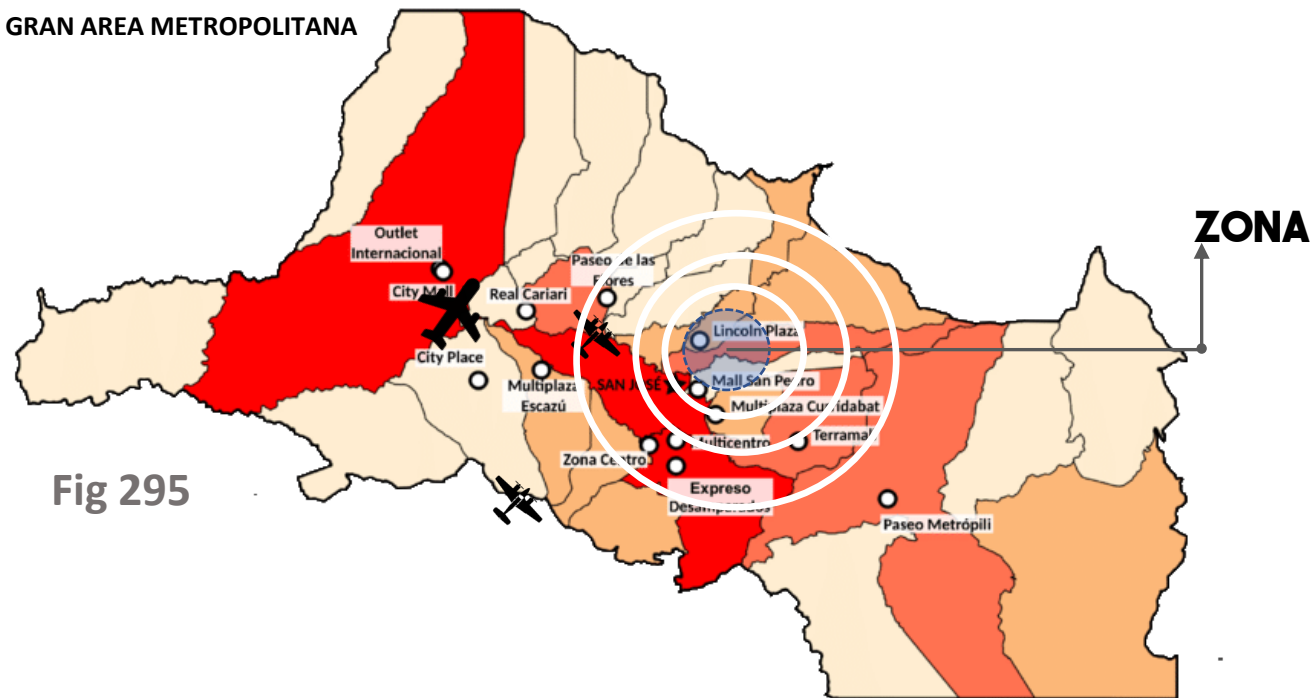 GRAN AREA METROPOLITANA
ZONA
Outlet
Internacional
City Mall
Real Cariari
Paseo de las
Flores
Lincoln Plaza
City Place
Multiplaza
Escazú
SAN JOSÉ
Mall San Pedro
Multiplaza Curridabat
Multicentro
Terramall
Zona Centro
Expreso
Desamparados
Paseo Metrópili
Fig 295